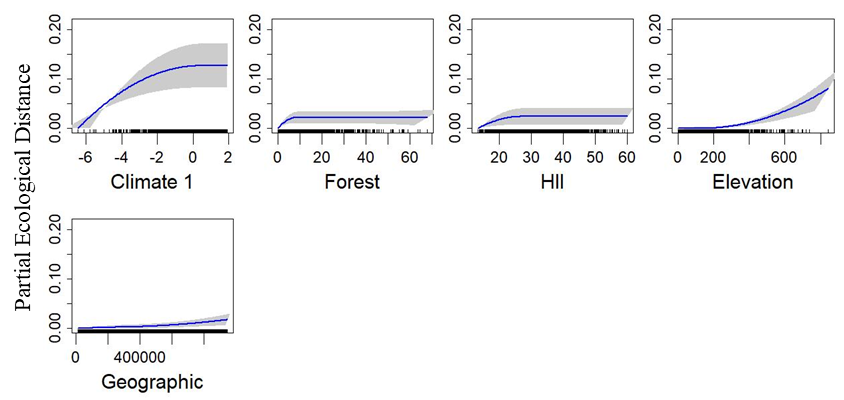 Partial Ecological Distance
0.00 0.10 0.20
-6 -4 -2 0 2
Climate 1
0.00 0.10 0.20
0 20 40 60
Forest
0.00 0.10 0.20
20 30 40 50 60
HII
0.00 0.10 0.20
0 200 600
Elevation
0.00 0.10 0.20
0 400000
Geographic